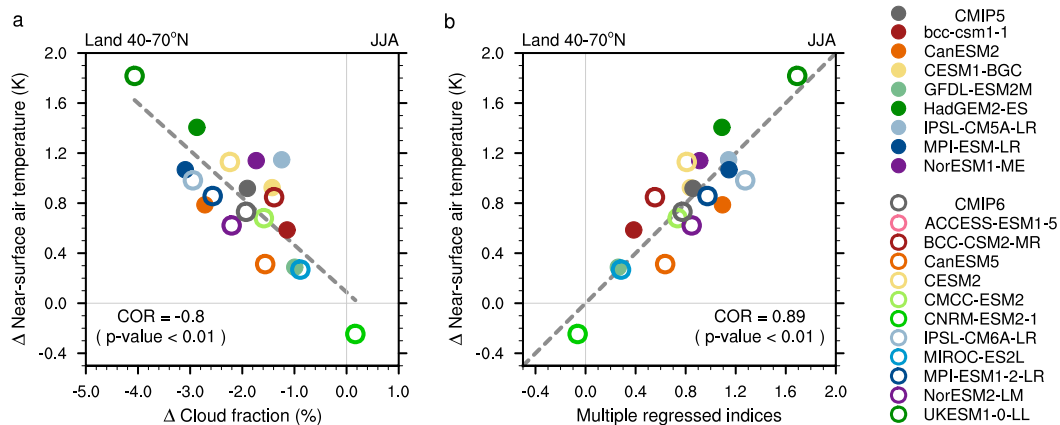 a
Land 40-70°N JJA
Δ Near-surface air temperature (K)
2.0
1.6
1.2
0.8
0.4
0.0
-0.4
COR = -0.8
( p-value < 0.01 )
-5.0 -4.0 -3.0 -2.0 -1.0 0.0 1.0
Δ Cloud fraction (%)
b
Land 40-70°N JJA
Δ Near-surface air temperature (K)
2.0
1.6
1.2
0.8
0.4
0.0
-0.4
COR = 0.89
( p-value < 0.01 )
-0.4 0.0 0.4 0.8 1.2 1.6 2.0
Multiple regressed indices
CMIP5
bcc-csm1-1
CanESM2
CESM1-BGC
GFDL-ESM2M
HadGEM2-ES
IPSL-CM5A-LR
MPI-ESM-LR
NorESM1-ME
CMIP6
ACCESS-ESM1-5
BCC-CSM2-MR
CanESM5
CESM2
CMCC-ESM2
CNRM-ESM2-1
IPSL-CM6A-LR
MIROC-ES2L
MPI-ESM1-2-LR
NorESM2-LM
UKESM1-0-LL